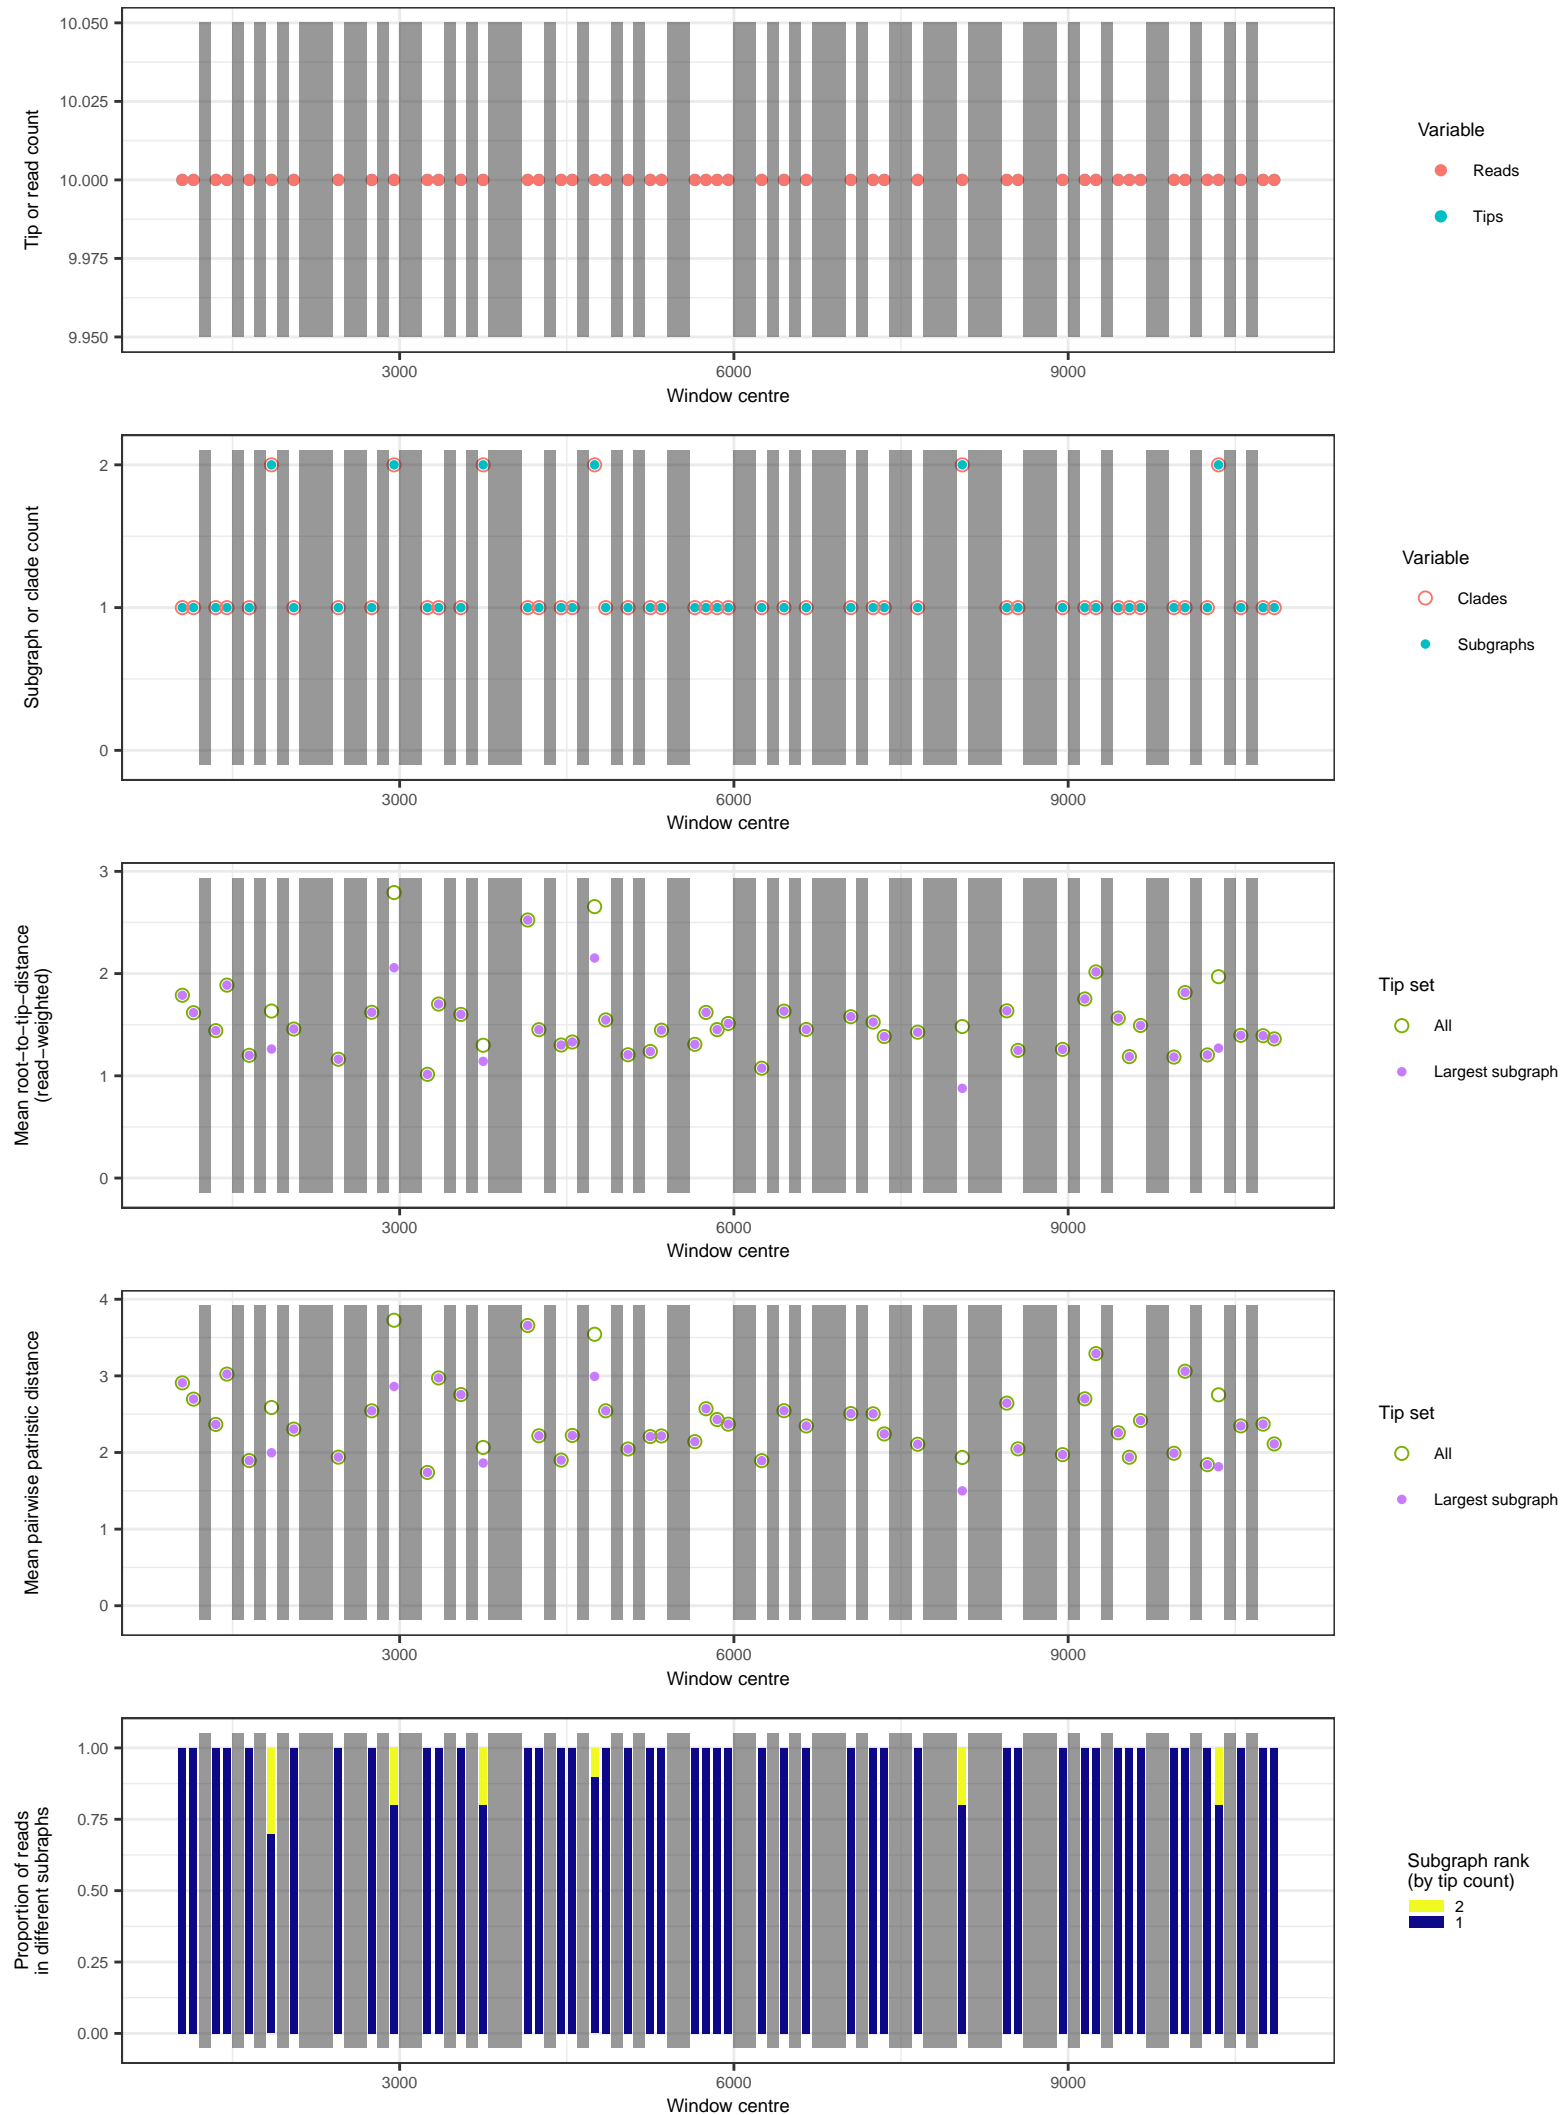 10.050
10.025
10.000
9.975
9.950
Tip or read count
3000
6000
9000
Window centre
Variable
Reads
Tips
2
1
0
Subgraph or clade count
3000
6000
9000
Window centre
Variable
Clades
Subgraphs
3
2
1
0
Mean root−to−tip−distance
(read−weighted)
3000
6000
9000
Window centre
Tip set
All
Largest subgraph
4
3
2
1
0
Mean pairwise patristic distance
3000
6000
9000
Window centre
Tip set
All
Largest subgraph
1.00
0.75
0.50
0.25
0.00
Proportion of reads
in different subraphs
3000
6000
9000
Window centre
Subgraph rank
(by tip count)
2
1